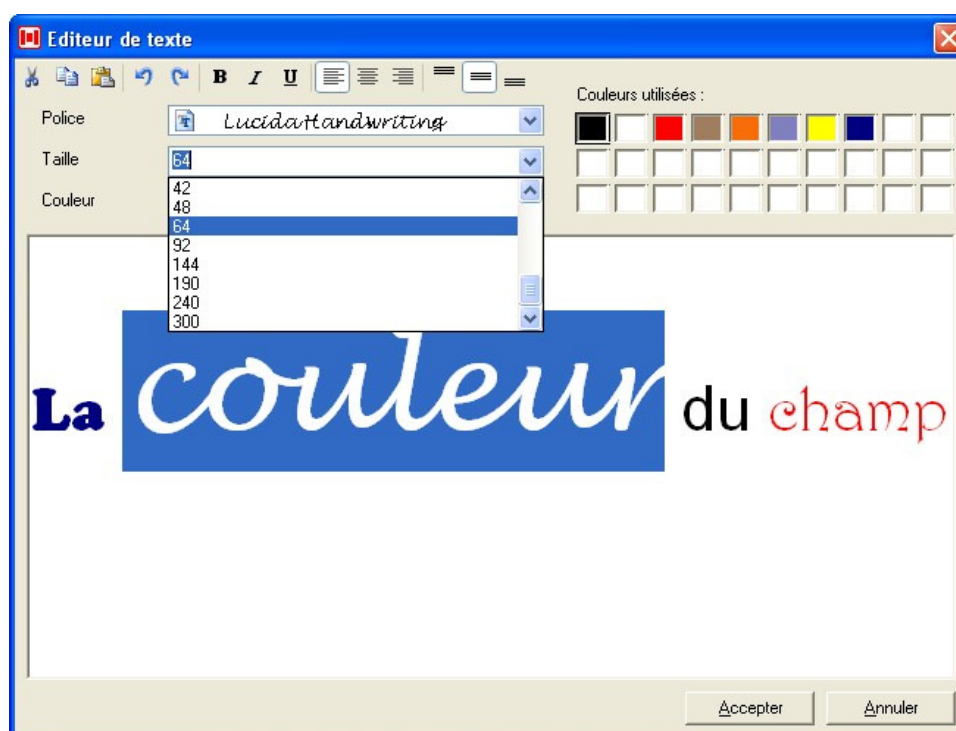 Editeur de texte
B I U
Couleurs utilisées :
Police
Lucida Handwriting
Taille
64
Couleur
42
48
64
92
144
190
240
300
La couleur du champ
Accepter
Annuler